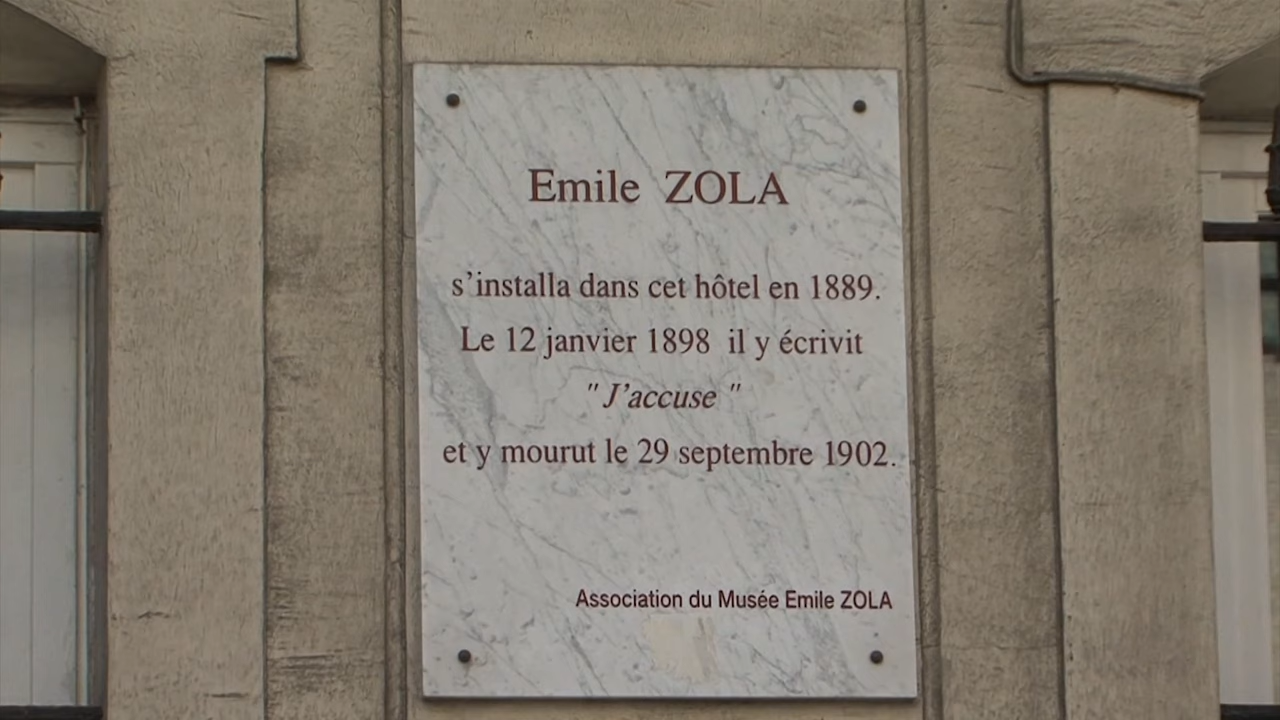 Emile ZOLA
s'installa dans cet hôtel en 1889.
Le 12 janvier 1898 il y écrivit
"J'accuse "
et y mourut le 29 septembre 1902.
Association du Musée Emile ZOLA